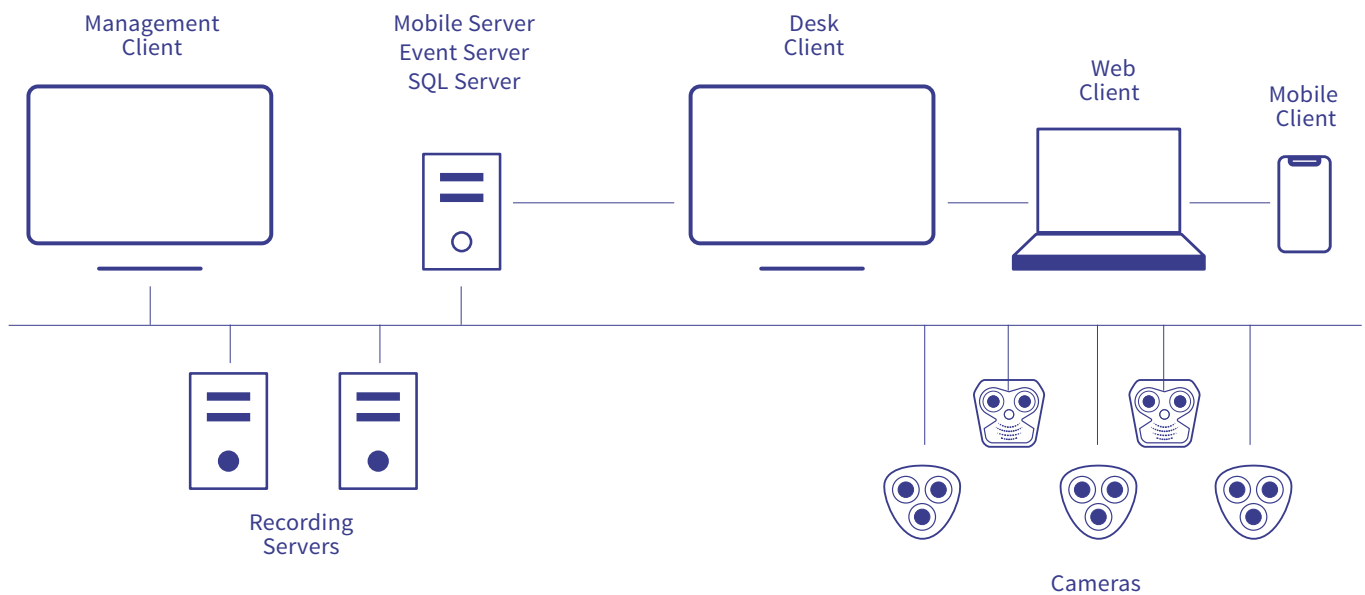 Management
Client
Mobile Server
Event Server
SQL Server
Desk
Client
Web
Client
Mobile
Client
Recording
Servers
Cameras